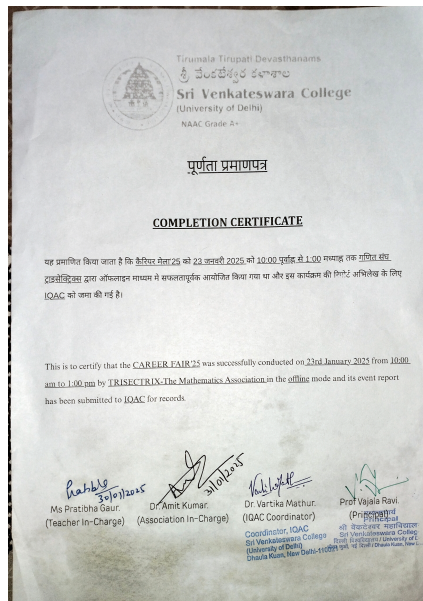 Tirumala Tirupati Devasthanams
శ్రీ వేంకటేశ్వర కళాశాల
Sri Venkateswara College
(University of Delhi)
NAAC Grade A+
पूर्णता प्रमाणपत्र
COMPLETION CERTIFICATE
यह प्रमाणित किया जाता है कि कैरियर मेला'25 को 23 जनवरी 2025 को 10:00 पूर्वाह्न से 1:00 मध्याह्न तक गणित संघ
ट्राइसेक्ट्रिक्स द्वारा ऑफलाइन माध्यम में सफलतापूर्वक आयोजित किया गया था और इस कार्यक्रम की रिपोर्ट अभिलेख के लिए
IQAC को जमा की गई है।
This is to certify that the CAREER FAIR'25 was successfully conducted on 23rd January 2025 from 10:00
am to 1:00 pm by TRISECTRIX-The Mathematics Association in the offline mode and its event report
has been submitted to IQAC for records.
30/01/2025
31/01/2025
Ms Pratibha Gaur.
(Teacher In-Charge)
Dr. Amit Kumar.
(Association In-Charge)
Dr. Vartika Mathur.
(IQAC Coordinator)
Prof Vajala Ravi.
(Principal)
Coordinator, IQAC
Sri Venkateswara College
(University of Delhi)
Dhaula Kuan, New Delhi-110021
Principal
श्री वेंकटेश्वर महाविद्यालय
Sri Venkateswara College